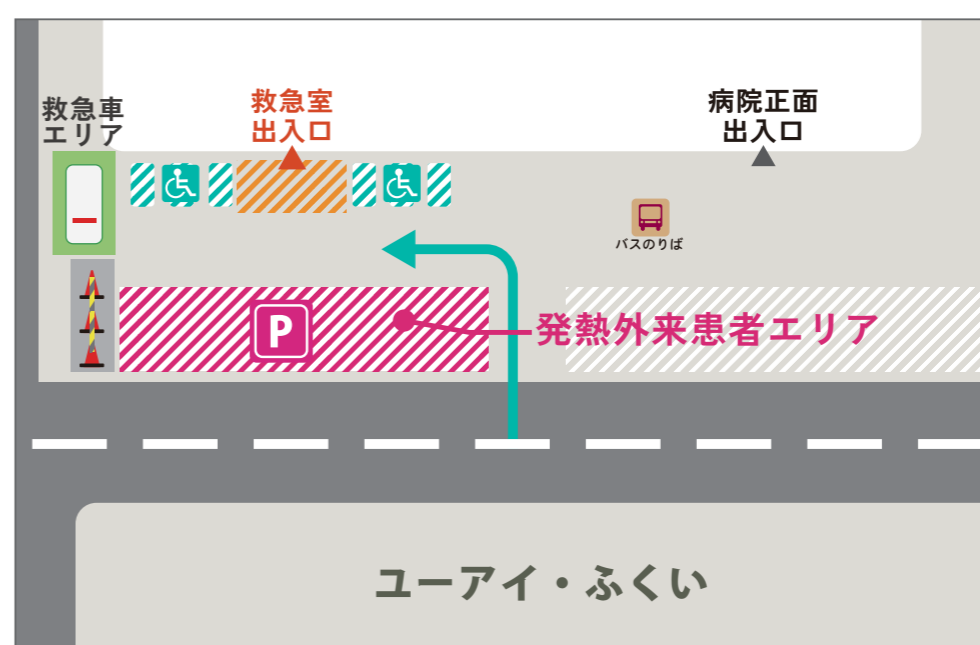 救急車
エリア
救急室
出入口
病院正面
出入口
バスのりば
P
発熱外来患者エリア
ユーアイ・ふくい